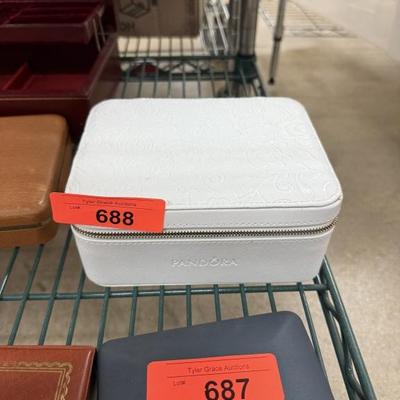 Tyler Grace Auctions
Lot#
688
PANDORA
Tyler Grace Auctions
Lot#
687